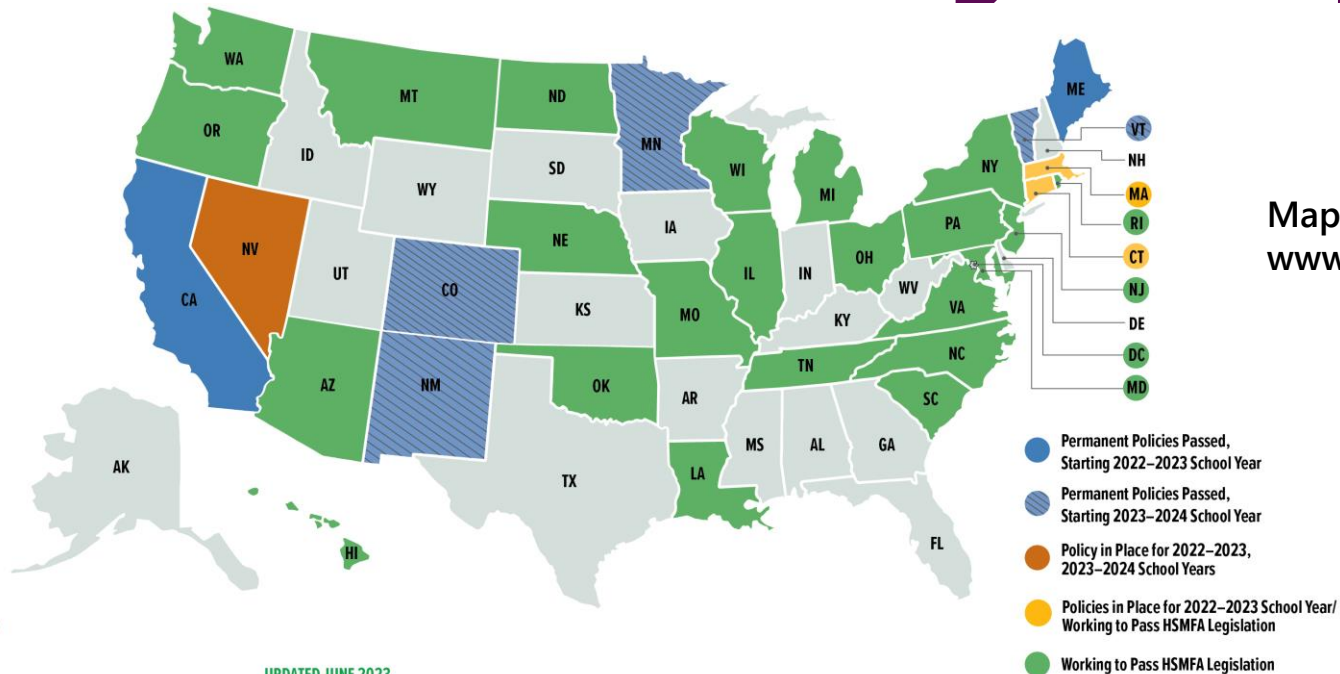 WA
MT
ND
OR
ID
WY
SD
MN
WI
MI
NY
ME
VT
NH
MA
RI
CT
NJ
DE
DC
MD
NV
UT
CO
NE
IA
IL
IN
OH
PA
WV
VA
CA
KS
MO
KY
NC
TN
SC
AZ
NM
OK
AR
MS
AL
GA
LA
TX
FL
AK
HI
Map
www
Permanent Policies Passed,
Starting 2022–2023 School Year
Permanent Policies Passed,
Starting 2023–2024 School Year
Policy in Place for 2022–2023,
2023–2024 School Years
Policies in Place for 2022–2023 School Year/
Working to Pass HSMFA Legislation
Working to Pass HSMFA Legislation
UPDATED JUNE 2023